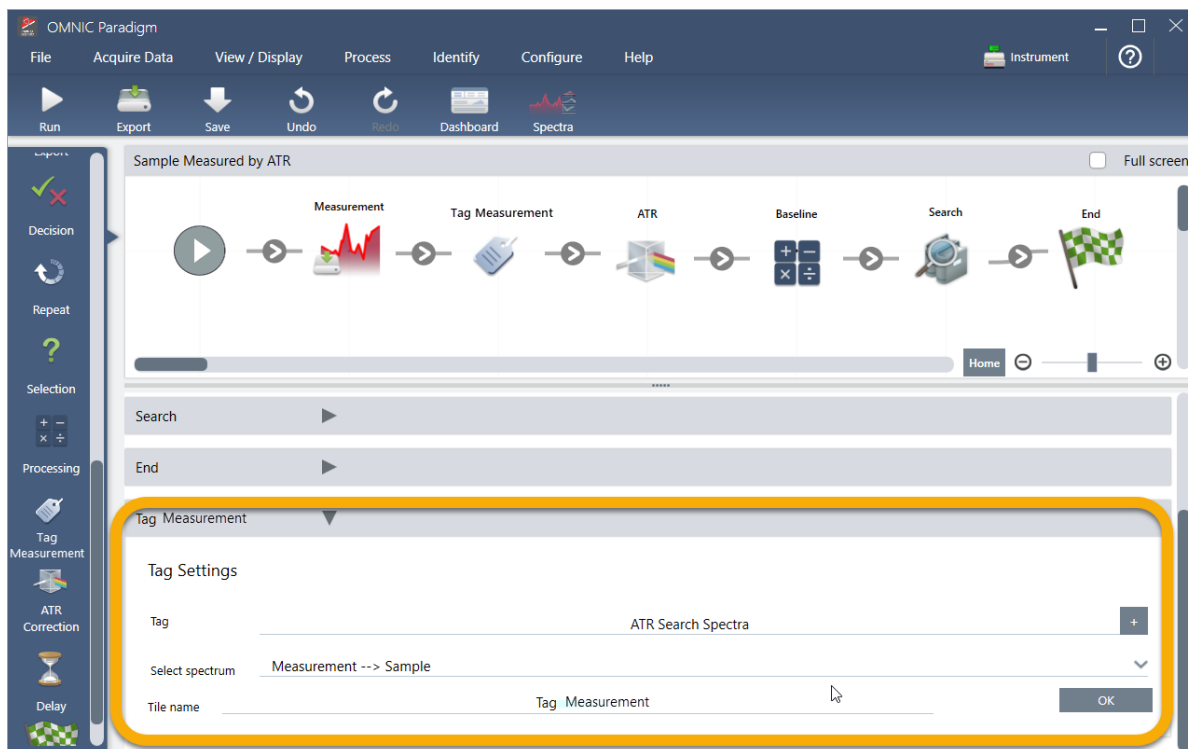 OMNIC Paradigm
File Acquire Data View / Display Process Identify Configure Help Instrument
Run Export Save Undo Redo Dashboard Spectra
Export
Decision
Repeat
Selection
Processing
Tag
Measurement
ATR
Correction
Delay
Sample Measured by ATR Full screen
Measurement Tag Measurement ATR Baseline Search End
Home
Search
End
Tag Measurement
Tag Settings
Tag ATR Search Spectra +
Select spectrum Measurement --> Sample
Tile name Tag Measurement OK